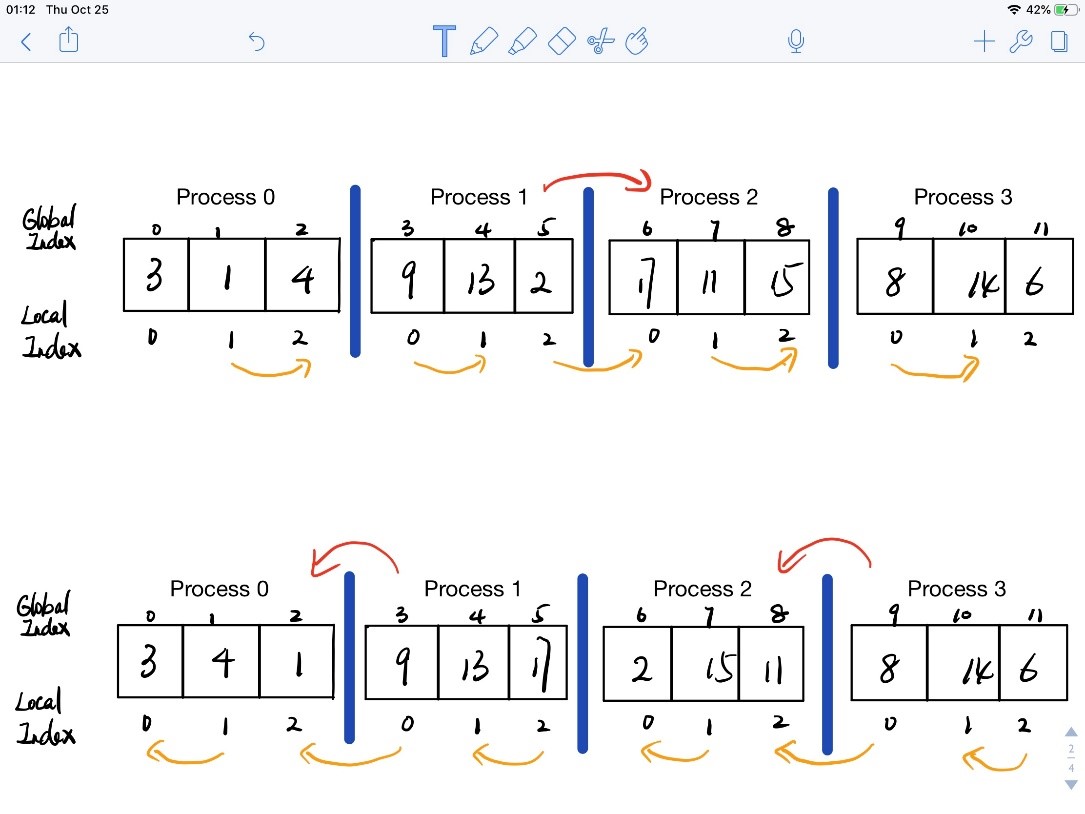 01:12 Thu Oct 25 42%
T
Process 0 Process 1 Process 2 Process 3
Global Index
0 1 2 3 4 5 6 7 8 9 10 11
3 1 4 9 13 2 17 11 15 8 14 6
Local Index
0 1 2 0 1 2 0 1 2 0 1 2
Process 0 Process 1 Process 2 Process 3
Global Index
0 1 2 3 4 5 6 7 8 9 10 11
3 4 1 9 13 17 2 15 11 8 14 6
Local Index
0 1 2 0 1 2 0 1 2 0 1 2
2
4